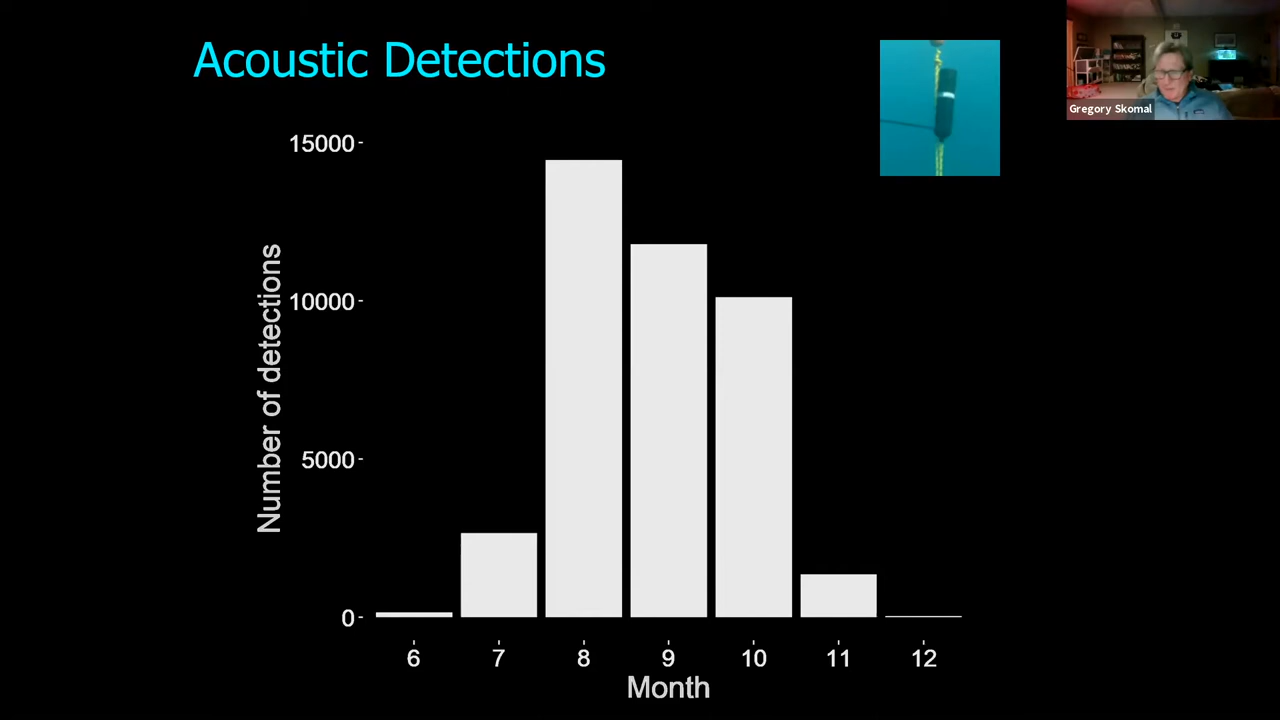 Acoustic Detections
Gregory Skomal
15000
10000
5000
0
Number of detections
6 7 8 9 10 11 12
Month